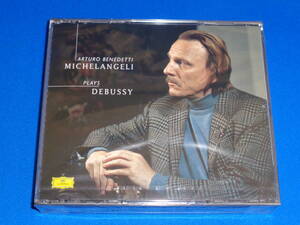 ARTURO BENEDETTI
MICHELANGELI
PLAYS
DEBUSSY